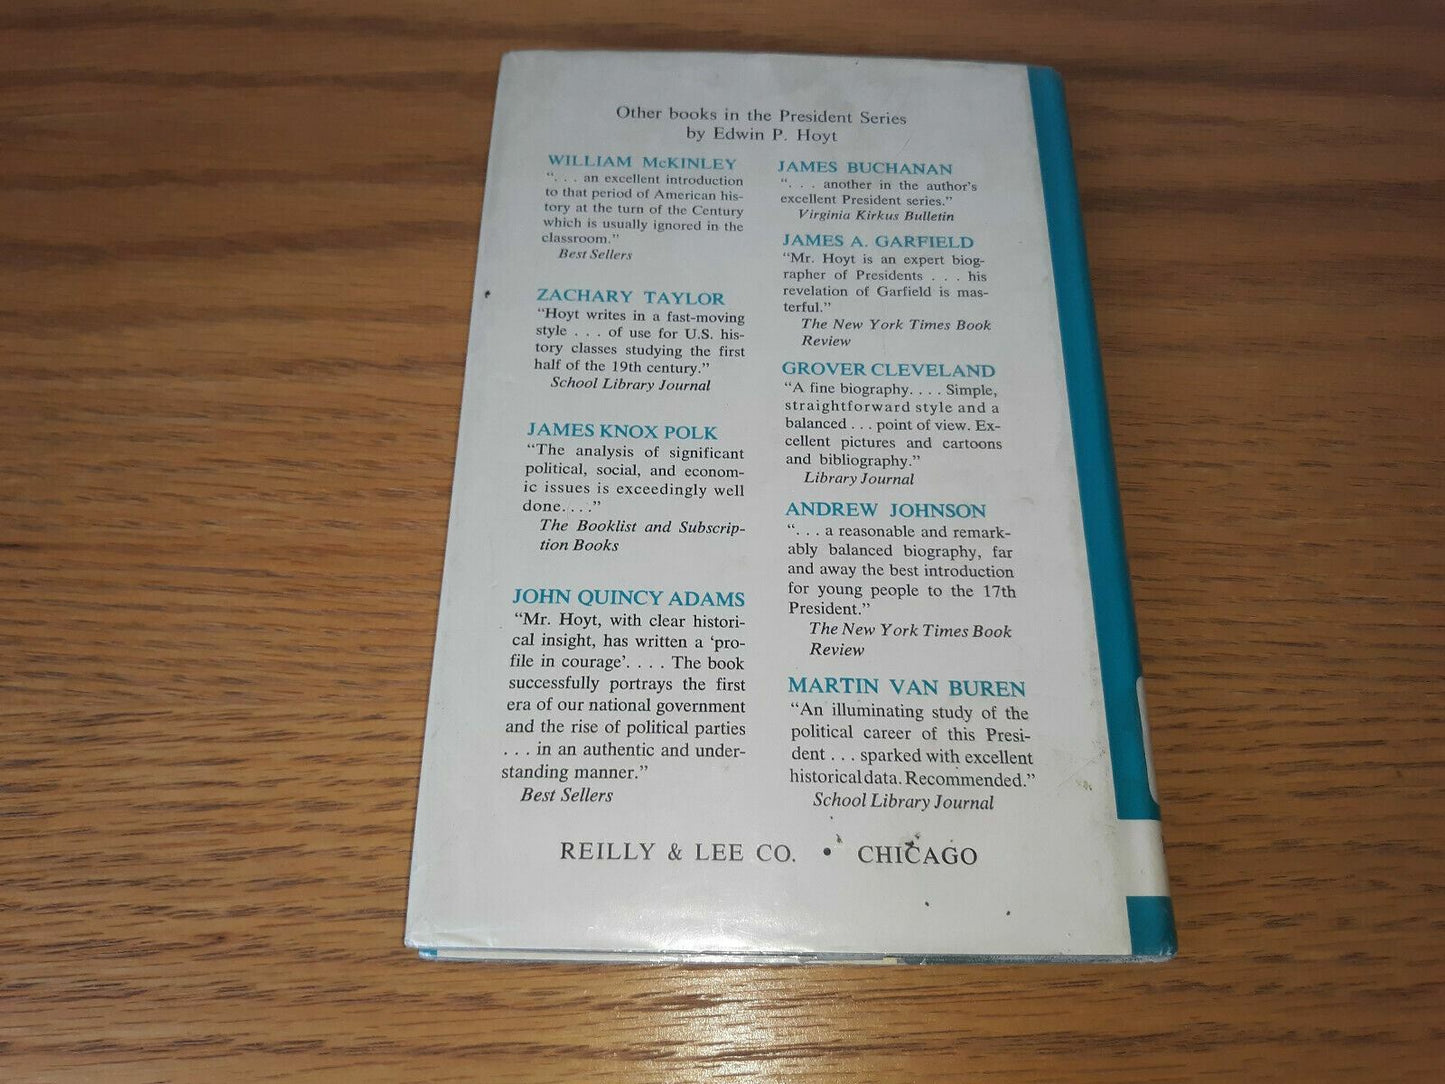 Other books in the President Series
by Edwin P. Hoyt
WILLIAM McKINLEY
“. . . an excellent introduction
to that period of American his-
tory at the turn of the Century
which is usually ignored in the
classroom.”
Best Sellers
ZACHARY TAYLOR
“Hoyt writes in a fast-moving
style . . . of use for U.S. his-
tory classes studying the first
half of the 19th century.”
School Library Journal
JAMES KNOX POLK
“The analysis of significant
political, social, and econom-
ic issues is exceedingly well
done. . . .”
The Booklist and Subscrip-
tion Books
JOHN QUINCY ADAMS
“Mr. Hoyt, with clear histori-
cal insight, has written a ‘pro-
file in courage’. . . . The book
successfully portrays the first
era of our national government
and the rise of political parties
. . . in an authentic and under-
standing manner.”
Best Sellers
JAMES BUCHANAN
“. . . another in the author’s
excellent President series.”
Virginia Kirkus Bulletin
JAMES A. GARFIELD
“Mr. Hoyt is an expert biog-
rapher of Presidents . . . his
revelation of Garfield is mas-
terful.”
The New York Times Book
Review
GROVER CLEVELAND
“A fine biography. . . . Simple,
straightforward style and a
balanced . . . point of view. Ex-
cellent pictures and cartoons
and bibliography.”
Library Journal
ANDREW JOHNSON
“. . . a reasonable and remark-
ably balanced biography, far
and away the best introduction
for young people to the 17th
President.”
The New York Times Book
Review
MARTIN VAN BUREN
“An illuminating study of the
political career of this Presi-
dent . . . sparked with excellent
historical data. Recommended.”
School Library Journal
REILLY & LEE CO. • CHICAGO